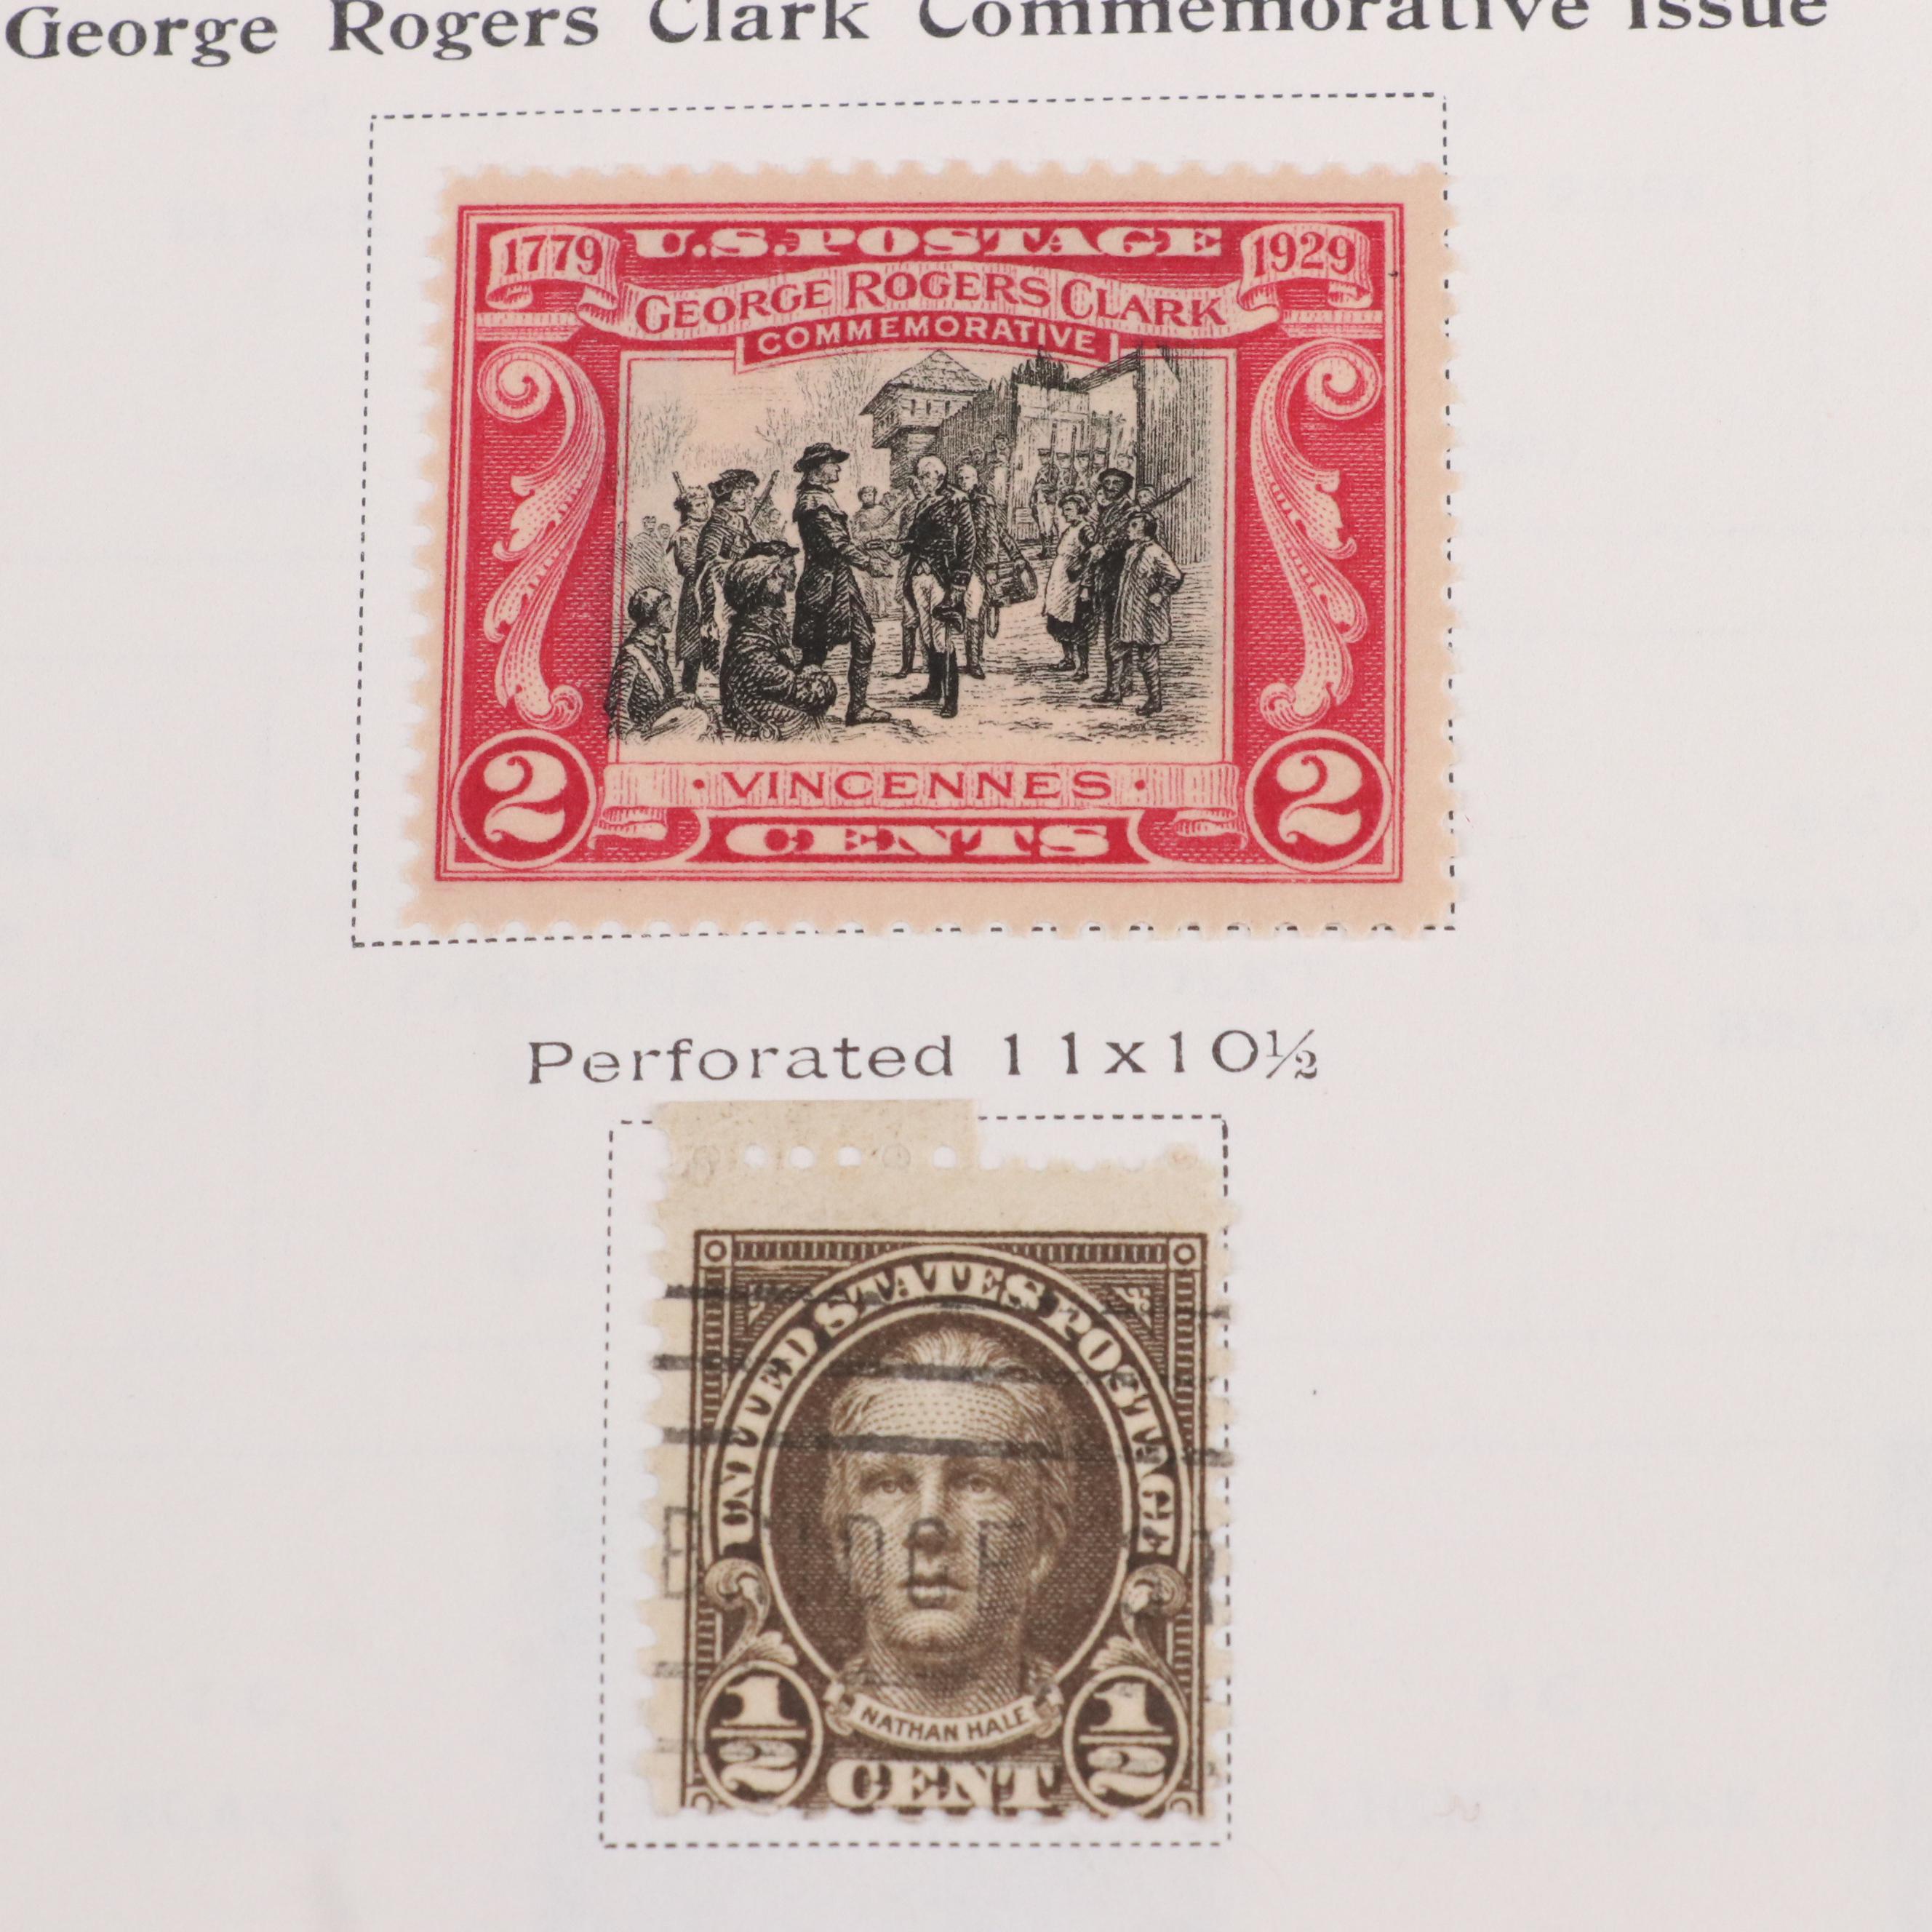 George Rogers Clark Commemorative Issue
1779 U.S. POSTAGE 1929
GEORGE ROGERS CLARK
COMMEMORATIVE
· VINCENNES ·
2 CENTS 2
Perforated 11x10½
UNITED STATES POSTAGE
NATHAN HALE
1/2 CENT 1/2